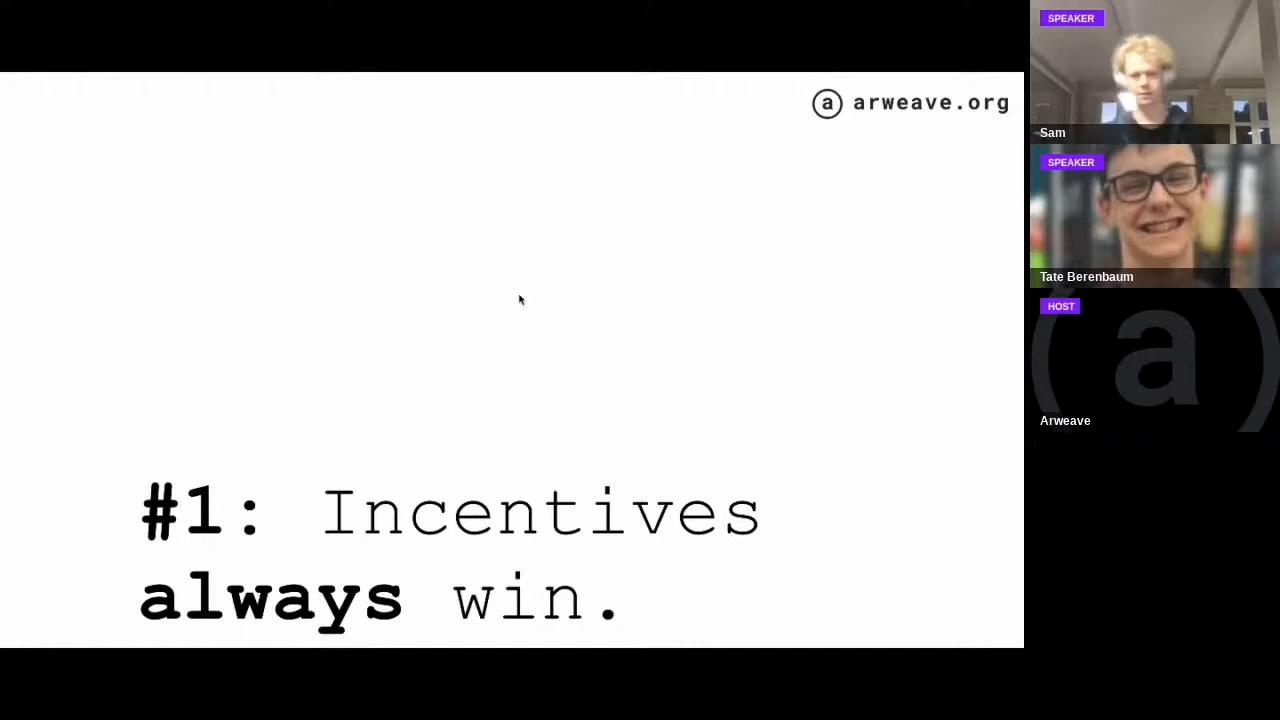 a arweave.org
#1: Incentives
always win.
SPEAKER
Sam
SPEAKER
Tate Berenbaum
HOST
a
Arweave